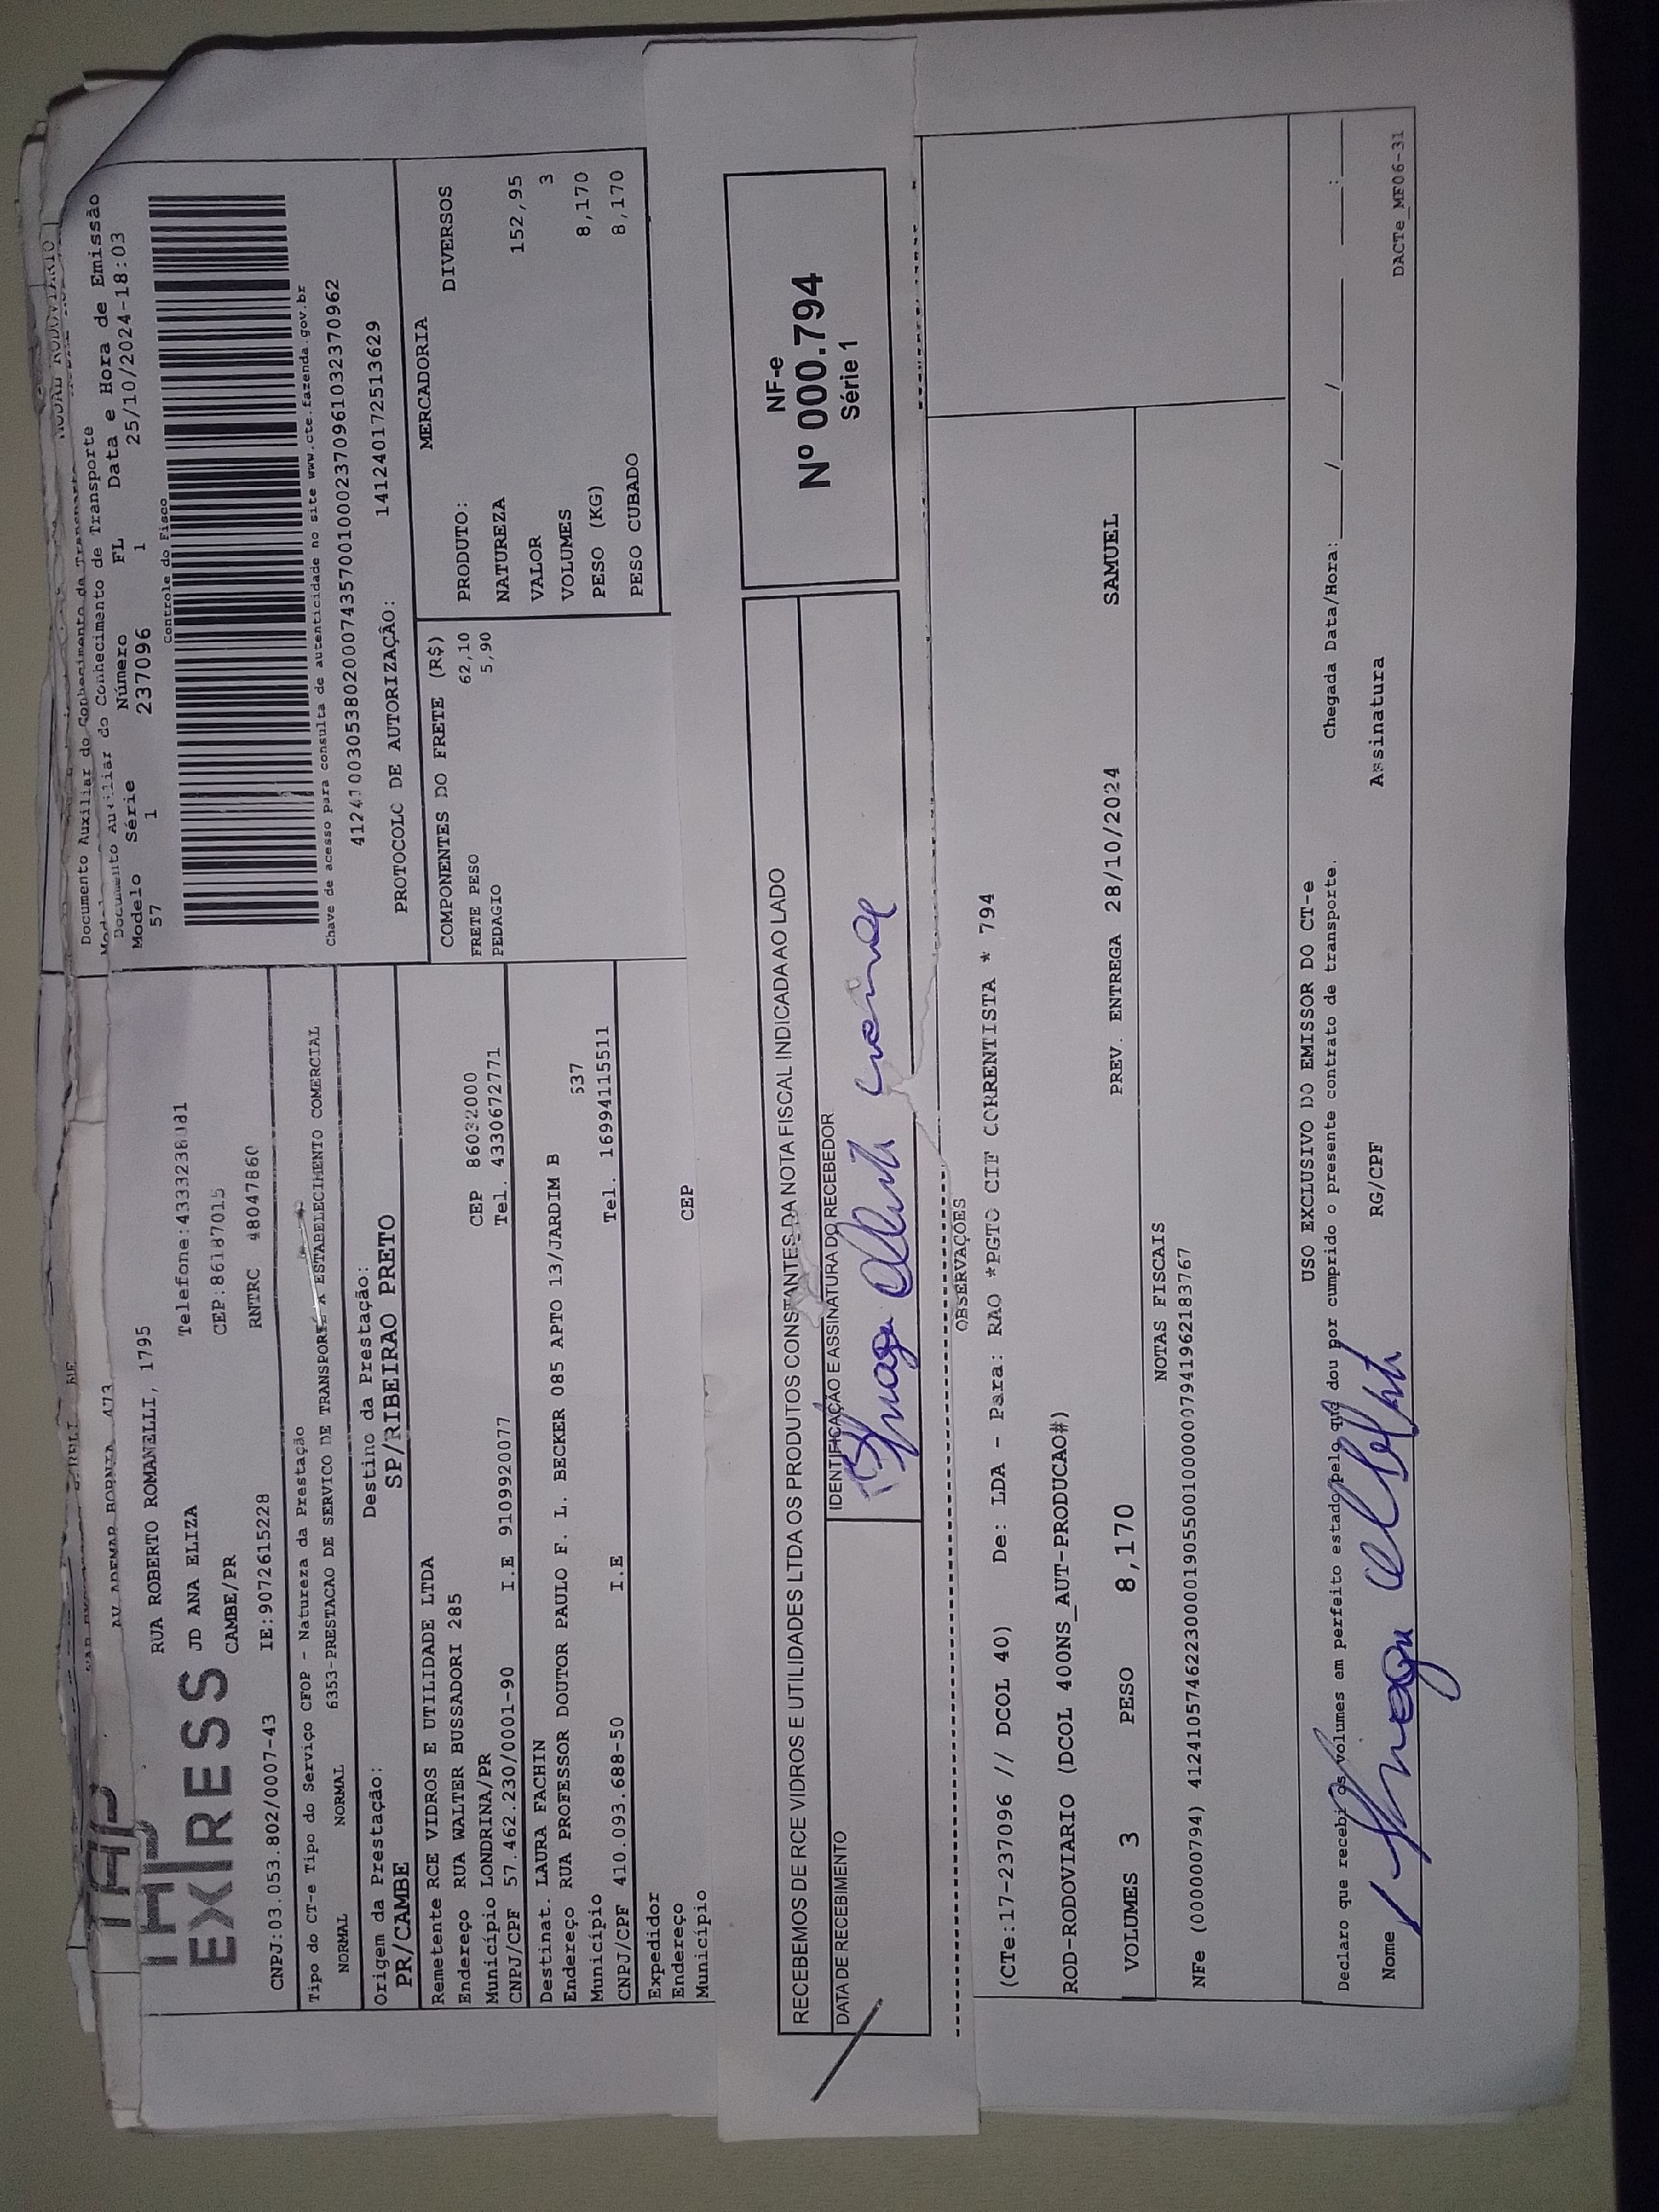 Documento Auxiliar do Conhecimento de Transporte
Modelo Série Número FL Data e Hora de Emissão
57 1 237096 1 25/10/2024-18:03
Controle do Fisco
TAP
EXPRESS
RUA ROBERTO ROMANELLI, 1795
JD ANA ELIZA
CAMBE/PR CEP:86187015
CNPJ:03.053.802/0007-43 IE:9072615228 RNTRC
Chave de acesso para consulta de autenticidade no site www.cte.fazenda.gov.br
Tipo do CT-e Tipo do Serviço CFOP - Natureza da Prestação
NORMAL NORMAL 6353-PRESTACAO DE SERVICO DE TRANSPORTE A ESTABELECIMENTO COMERCIAL
PROTOCOLO DE AUTORIZAÇÃO: 141240172513629
Origem da Prestação: Destino da Prestação:
PR/CAMBE SP/RIBEIRAO PRETO
Remetente RCE VIDROS E UTILIDADE LTDA
Endereço RUA WALTER BUSSADORI 285
Município LONDRINA/PR CEP 86032000
CNPJ/CPF 57.462.230/0001-90 I.E 9109920077 Tel. 4330672771
Destinat. LAURA FACHIN
Endereço RUA PROFESSOR DOUTOR PAULO F. L. BECKER 085 APTO 13/JARDIM B
Município 537
CNPJ/CPF 410.093.688-50 I.E Tel. 16994115511
Expedidor
Endereço
Município CEP
COMPONENTES DO FRETE (R$)
FRETE PESO 62,10
PEDAGIO 5,90
MERCADORIA
PRODUTO: DIVERSOS
NATUREZA
VALOR 152,95
VOLUMES 3
PESO (KG) 8,170
PESO CUBADO 8,170
RECEBEMOS DE RCE VIDROS E UTILIDADES LTDA OS PRODUTOS CONSTANTES DA NOTA FISCAL INDICADA AO LADO
DATA DE RECEBIMENTO
IDENTIFICAÇÃO E ASSINATURA DO RECEBEDOR
NF-e
Nº 000.794
Série 1
OBSERVAÇÕES
(CTe:17-237096 // DCOL 40) De: LDA - Para: RAO *PGTO CIF CORRENTISTA * 794
ROD-RODOVIARIO (DCOL 400NS_AUT-PRODUCAO#)
VOLUMES 3 PESO 8,170 PREV. ENTREGA 28/10/2024 SAMUEL
NOTAS FISCAIS
NFe (000000794) 41241057462230000190550010000007941962183767
USO EXCLUSIVO DO EMISSOR DO CT-e
Declaro que recebi os volumes em perfeito estado pelo que dou por cumprido o presente contrato de transporte. Chegada Data/Hora: ___/___/___ ___:___
Nome RG/CPF Assinatura
DACTe_MF06-31